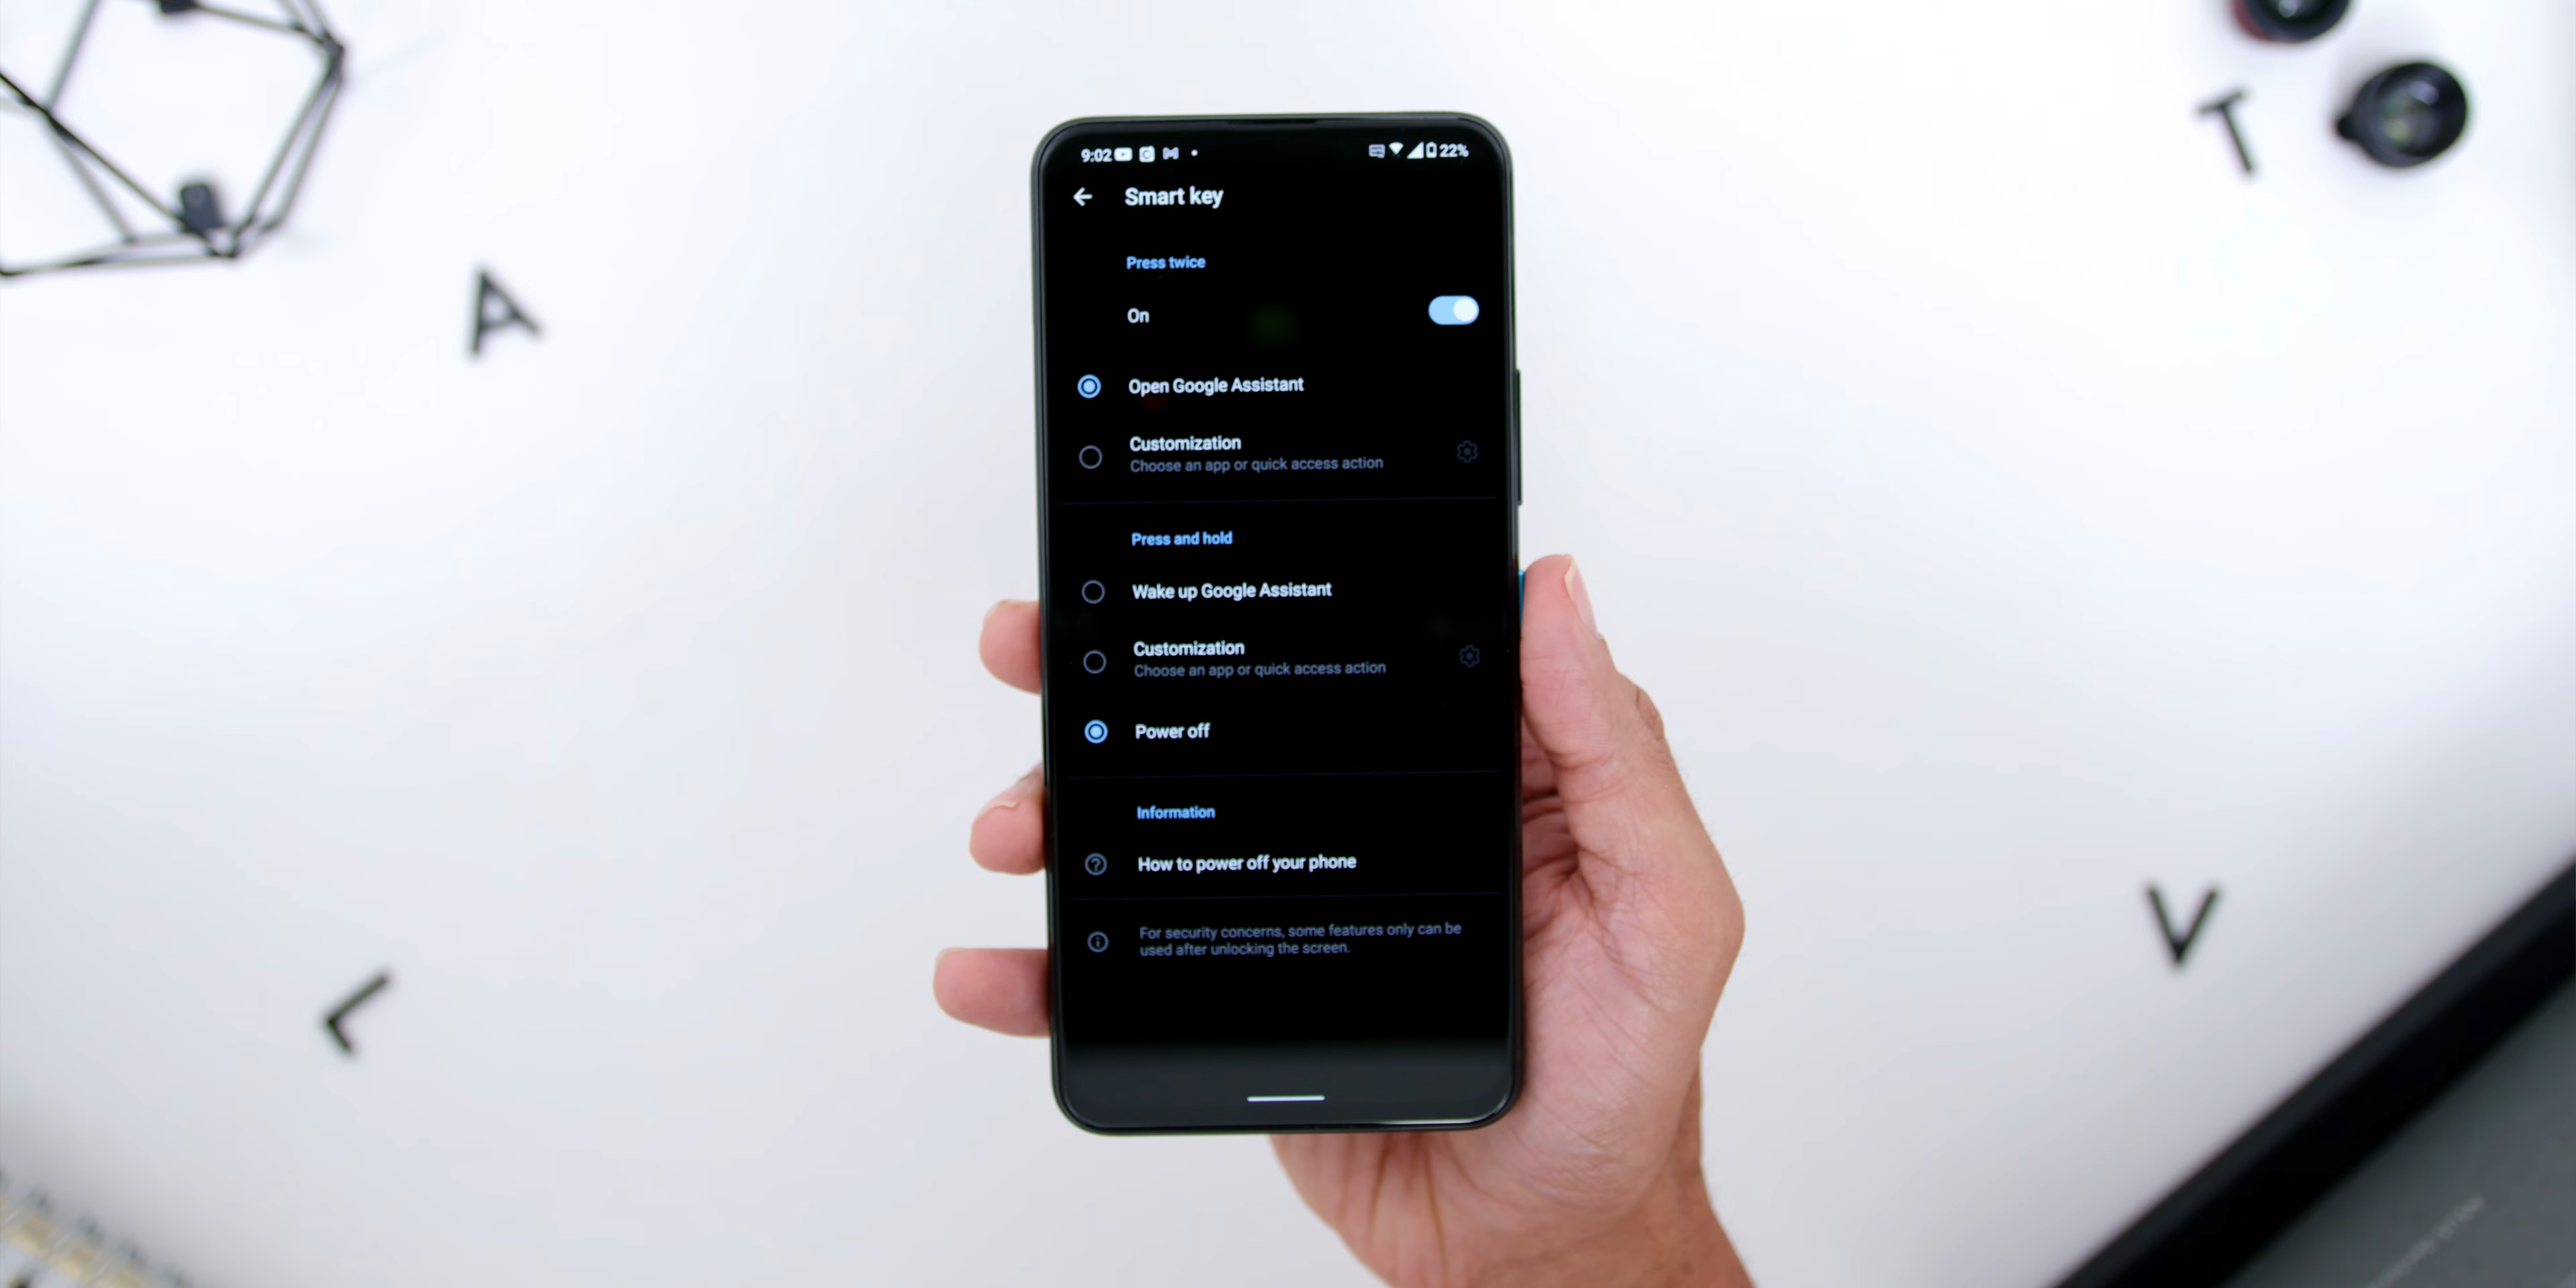 9:02 22%
Smart key
Press twice
On
Open Google Assistant
Customization
Choose an app or quick access action
Press and hold
Wake up Google Assistant
Customization
Choose an app or quick access action
Power off
Information
How to power off your phone
For security concerns, some features only can be
used after unlocking the screen.
A
T
L
V